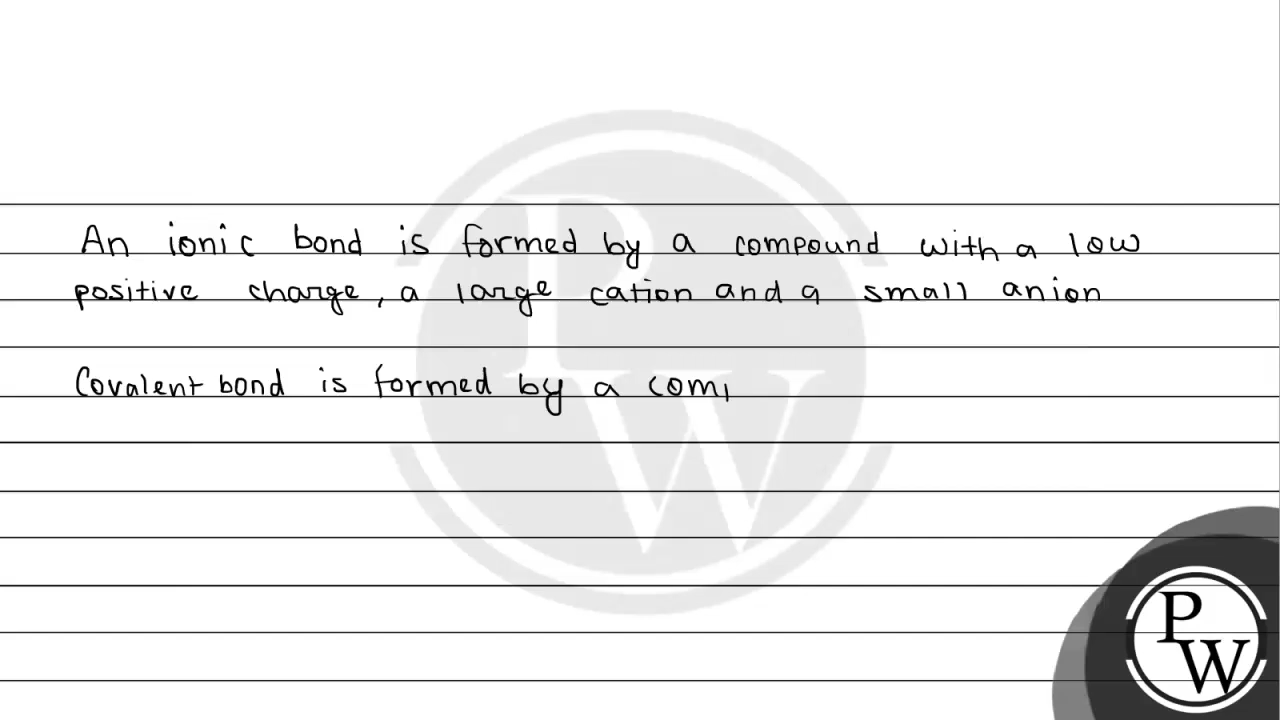 An ionic bond is formed by a compound with a low
positive charge, a large cation and a small anion
Covalent bond is formed by a com
P
W
P
W